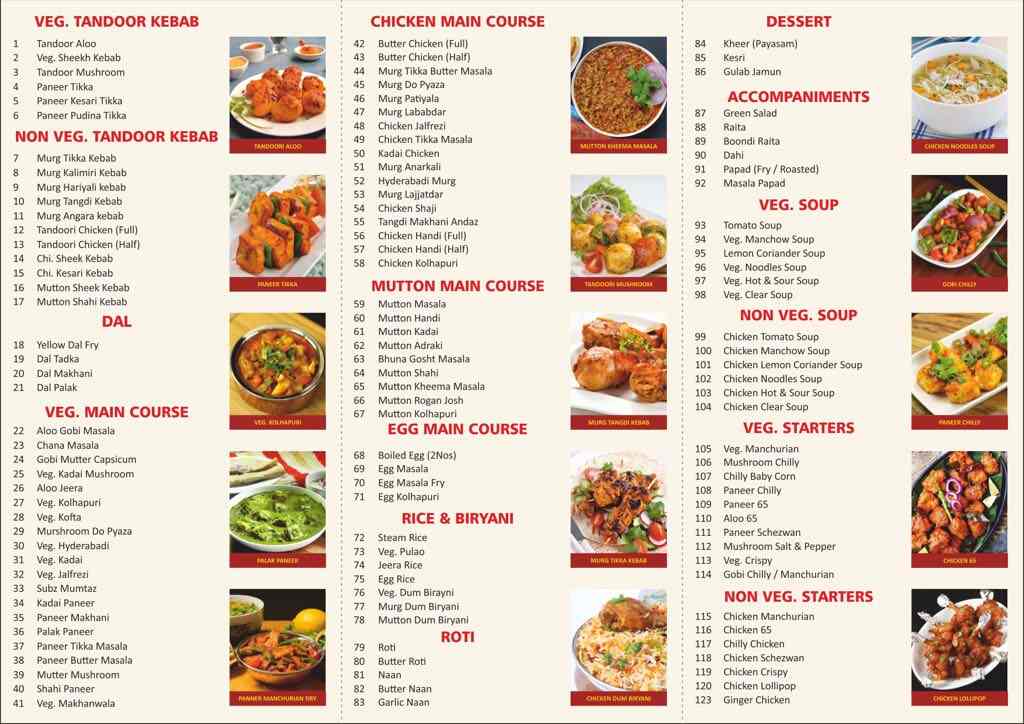 VEG. TANDOOR KEBAB
1 Tandoor Aloo
2 Veg. Sheekh Kebab
3 Tandoor Mushroom
4 Paneer Tikka
5 Paneer Kesari Tikka
6 Paneer Pudina Tikka
NON VEG. TANDOOR KEBAB
7 Murg Tikka Kebab
8 Murg Kalimiri Kebab
9 Murg Hariyali kebab
10 Murg Tangdi Kebab
11 Murg Angara kebab
12 Tandoori Chicken (Full)
13 Tandoori Chicken (Half)
14 Chi. Sheek Kebab
15 Chi. Kesari Kebab
16 Mutton Sheek Kebab
17 Mutton Shahi Kebab
DAL
18 Yellow Dal Fry
19 Dal Tadka
20 Dal Makhani
21 Dal Palak
VEG. MAIN COURSE
22 Aloo Gobi Masala
23 Chana Masala
24 Gobi Mutter Capsicum
25 Veg. Kadai Mushroom
26 Aloo Jeera
27 Veg. Kolhapuri
28 Veg. Kofta
29 Murshroom Do Pyaza
30 Veg. Hyderabadi
31 Veg. Kadai
32 Veg. Jalfrezi
33 Subz Mumtaz
34 Kadai Paneer
35 Paneer Makhani
36 Palak Paneer
37 Paneer Tikka Masala
38 Paneer Butter Masala
39 Mutter Mushroom
40 Shahi Paneer
41 Veg. Makhanwala
TANDOORI ALOO
PANEER TIKKA
VEG. KOLHAPURI
PALAK PANEER
PANNER MANCHURIAN DRY
CHICKEN MAIN COURSE
42 Butter Chicken (Full)
43 Butter Chicken (Half)
44 Murg Tikka Butter Masala
45 Murg Do Pyaza
46 Murg Patiyala
47 Murg Lababdar
48 Chicken Jalfrezi
49 Chicken Tikka Masala
50 Kadai Chicken
51 Murg Anarkali
52 Hyderabadi Murg
53 Murg Lajjatdar
54 Chicken Shaji
55 Tangdi Makhani Andaz
56 Chicken Handi (Full)
57 Chicken Handi (Half)
58 Chicken Kolhapuri
MUTTON MAIN COURSE
59 Mutton Masala
60 Mutton Handi
61 Mutton Kadai
62 Mutton Adraki
63 Bhuna Gosht Masala
64 Mutton Shahi
65 Mutton Kheema Masala
66 Mutton Rogan Josh
67 Mutton Kolhapuri
EGG MAIN COURSE
68 Boiled Egg (2Nos)
69 Egg Masala
70 Egg Masala Fry
71 Egg Kolhapuri
RICE & BIRYANI
72 Steam Rice
73 Veg. Pulao
74 Jeera Rice
75 Egg Rice
76 Veg. Dum Birayni
77 Murg Dum Biryani
78 Mutton Dum Biryani
ROTI
79 Roti
80 Butter Roti
81 Naan
82 Butter Naan
83 Garlic Naan
MUTTON KHEEMA MASALA
TANDOORI MUSHROOM
MURG TANGDI KEBAB
MURG TIKKA KEBAB
CHICKEN DUM BIRYANI
DESSERT
84 Kheer (Payasam)
85 Kesri
86 Gulab Jamun
ACCOMPANIMENTS
87 Green Salad
88 Raita
89 Boondi Raita
90 Dahi
91 Papad (Fry / Roasted)
92 Masala Papad
VEG. SOUP
93 Tomato Soup
94 Veg. Manchow Soup
95 Lemon Coriander Soup
96 Veg. Noodles Soup
97 Veg. Hot & Sour Soup
98 Veg. Clear Soup
NON VEG. SOUP
99 Chicken Tomato Soup
100 Chicken Manchow Soup
101 Chicken Lemon Coriander Soup
102 Chicken Noodles Soup
103 Chicken Hot & Sour Soup
104 Chicken Clear Soup
VEG. STARTERS
105 Veg. Manchurian
106 Mushroom Chilly
107 Chilly Baby Corn
108 Paneer Chilly
109 Paneer 65
110 Aloo 65
111 Paneer Schezwan
112 Mushroom Salt & Pepper
113 Veg. Crispy
114 Gobi Chilly / Manchurian
NON VEG. STARTERS
115 Chicken Manchurian
116 Chicken 65
117 Chilly Chicken
118 Chicken Schezwan
119 Chicken Crispy
120 Chicken Lollipop
123 Ginger Chicken
CHICKEN NOODLES SOUP
GOBI CHILLY
PANEER CHILLY
CHICKEN 65
CHICKEN LOLLIPOP